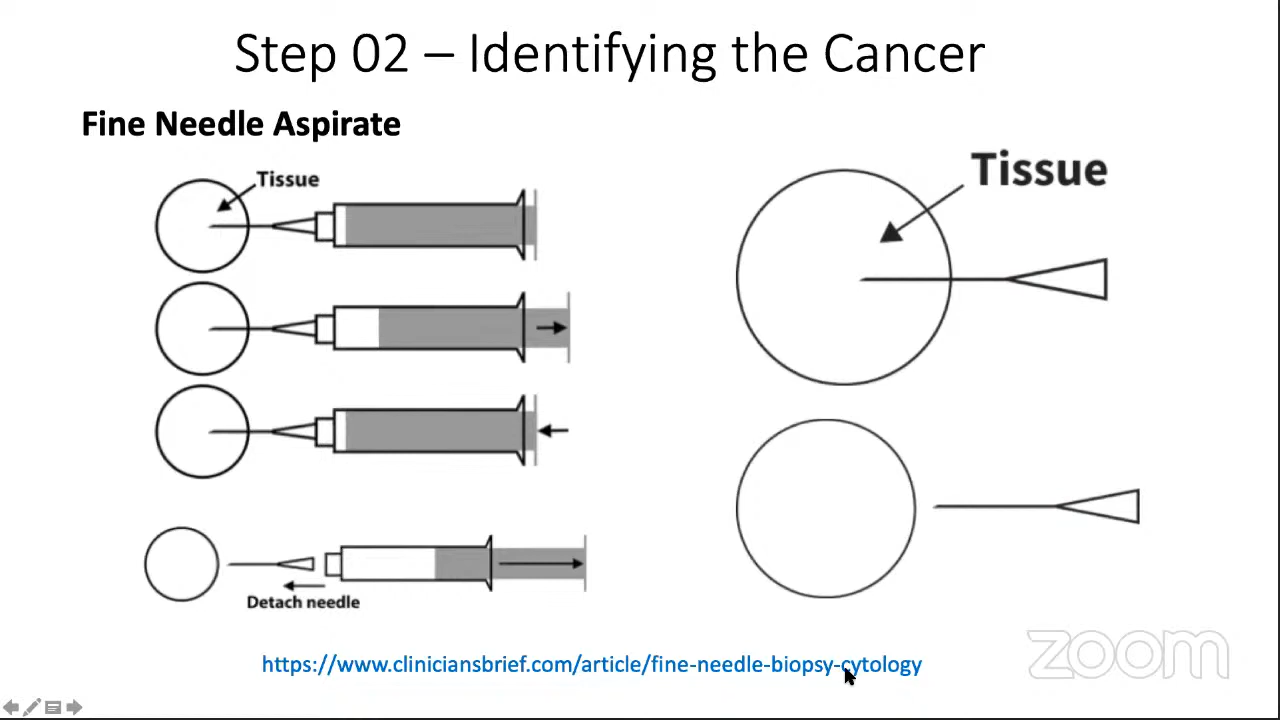 Step 02 – Identifying the Cancer
Fine Needle Aspirate
Tissue
Tissue
Detach needle
https://www.cliniciansbrief.com/article/fine-needle-biopsy-cytology
zoom